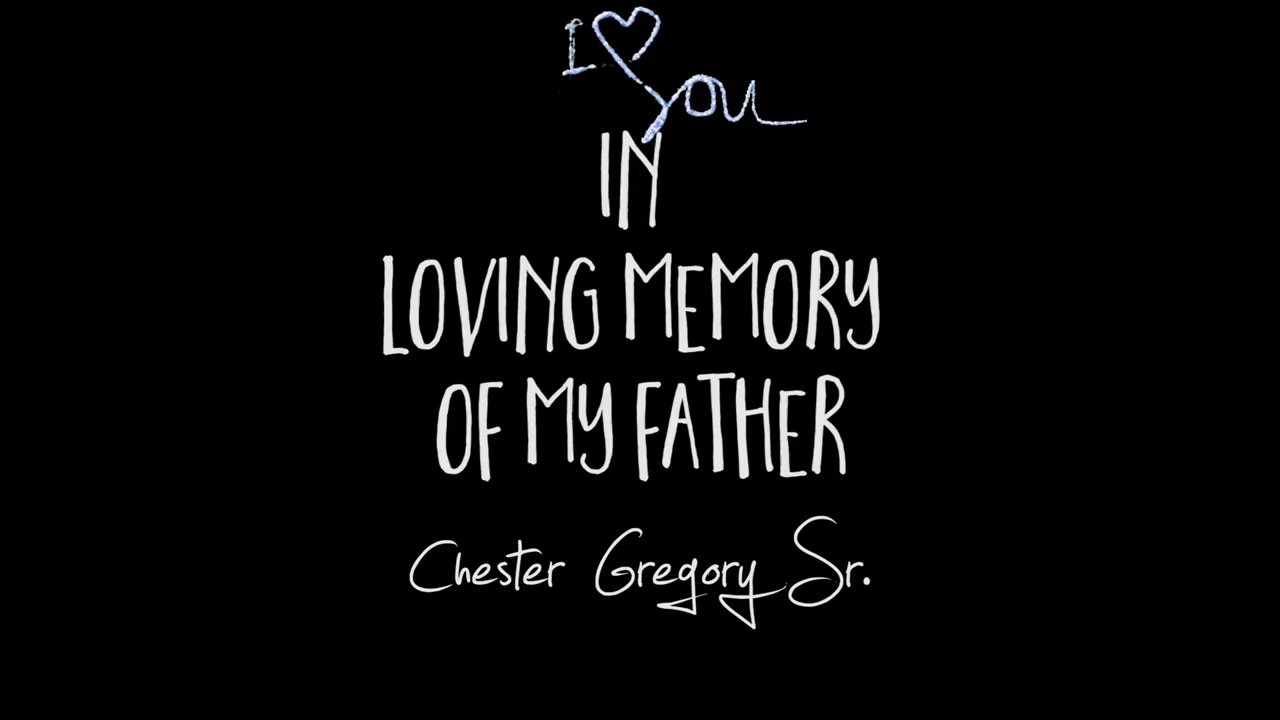 I ♡
You
IN
LOVING MEMORY
OF MY FATHER
Chester Gregory Sr.